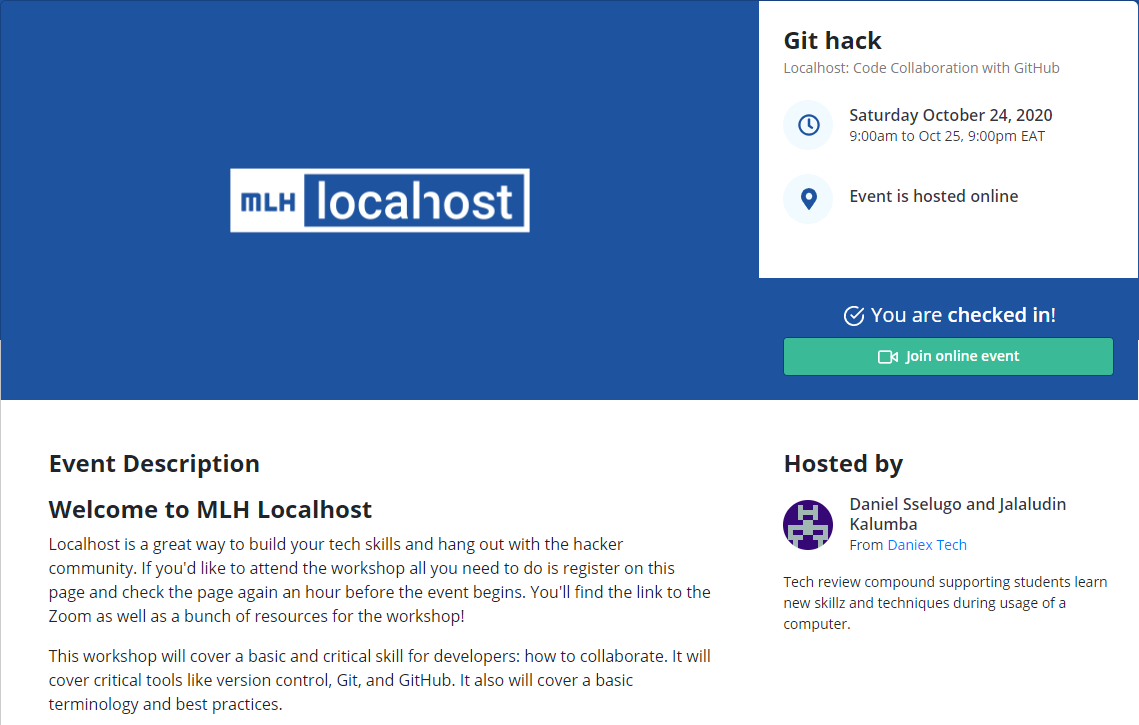 MLH localhost
Git hack
Localhost: Code Collaboration with GitHub
Saturday October 24, 2020
9:00am to Oct 25, 9:00pm EAT
Event is hosted online
You are checked in!
Join online event
Event Description
Welcome to MLH Localhost
Localhost is a great way to build your tech skills and hang out with the hacker
community. If you'd like to attend the workshop all you need to do is register on this
page and check the page again an hour before the event begins. You'll find the link to the
Zoom as well as a bunch of resources for the workshop!
This workshop will cover a basic and critical skill for developers: how to collaborate. It will
cover critical tools like version control, Git, and GitHub. It also will cover a basic
terminology and best practices.
Hosted by
Daniel Sselugo and Jalaludin
Kalumba
From Daniex Tech
Tech review compound supporting students learn
new skillz and techniques during usage of a
computer.